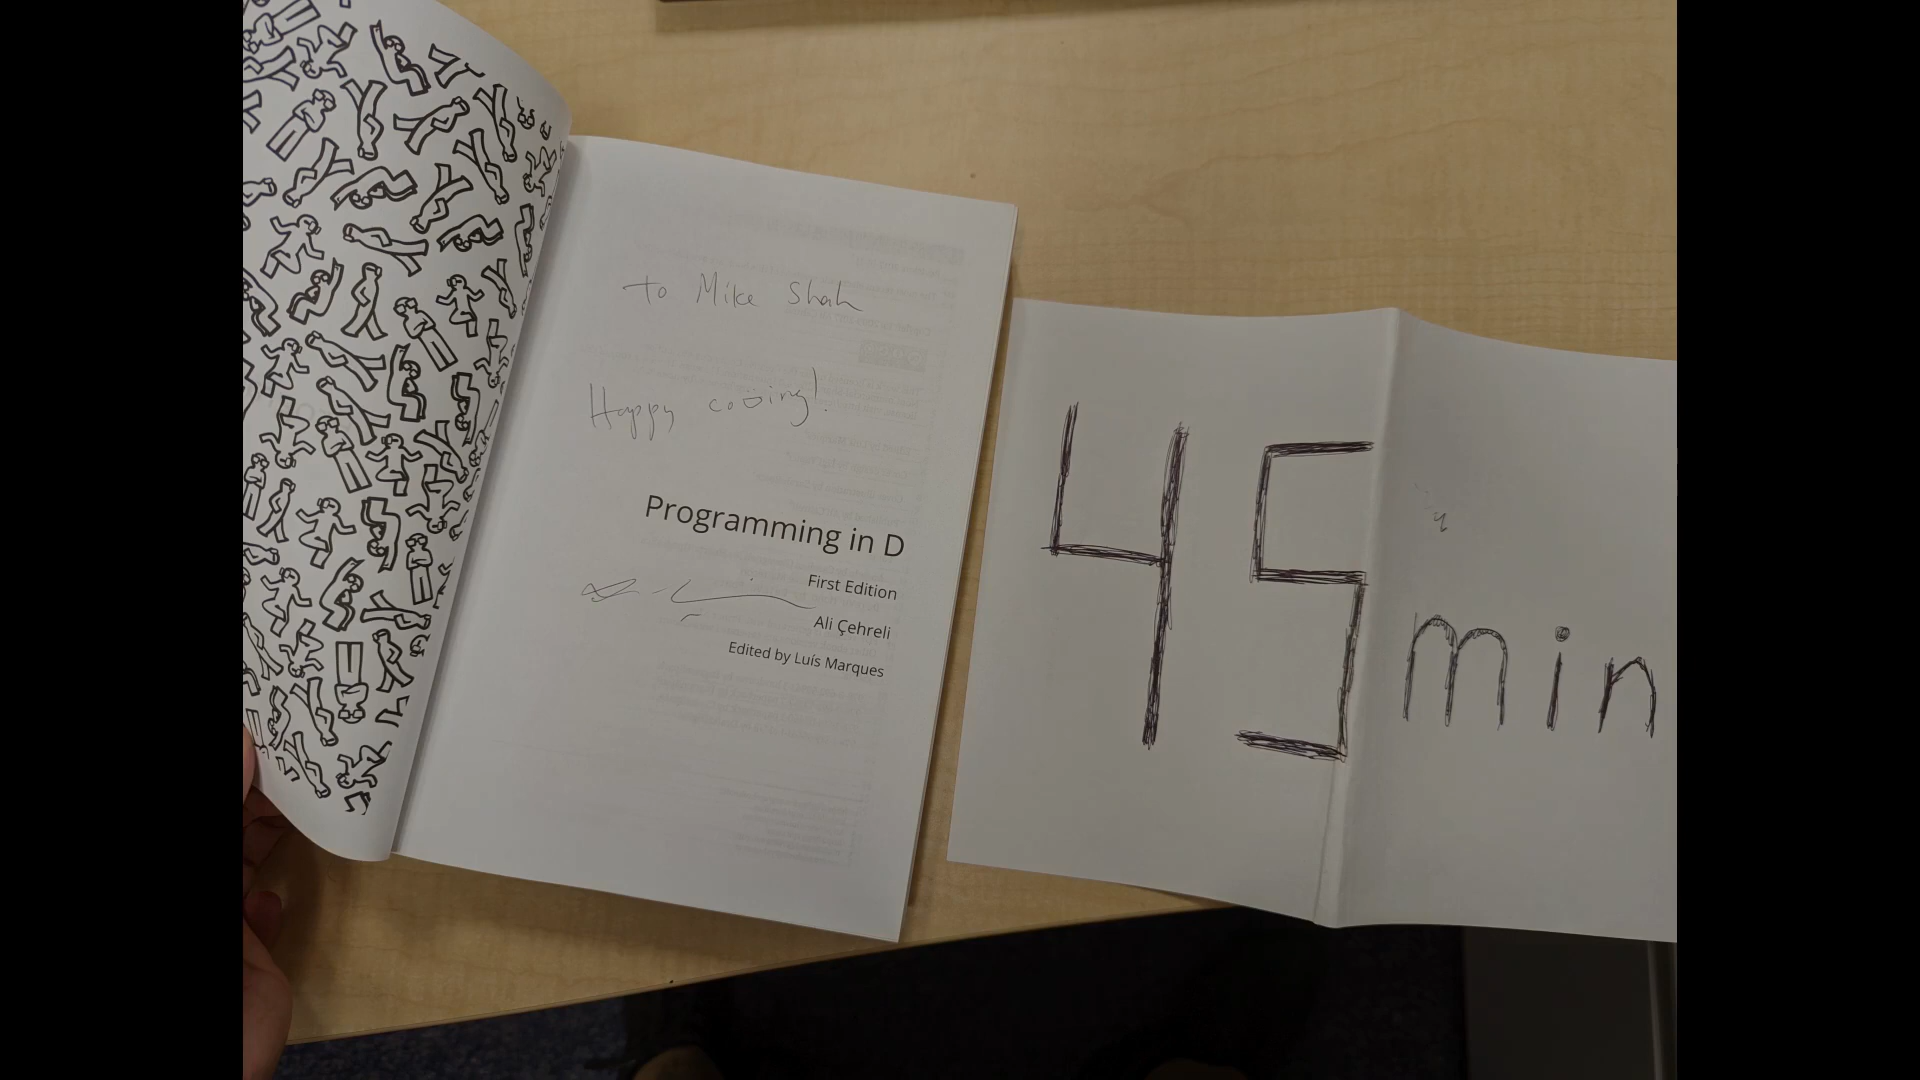 to Mike Shah
Happy coding!
Programming in D
First Edition
Ali Çehreli
Edited by Luís Marques
45
min